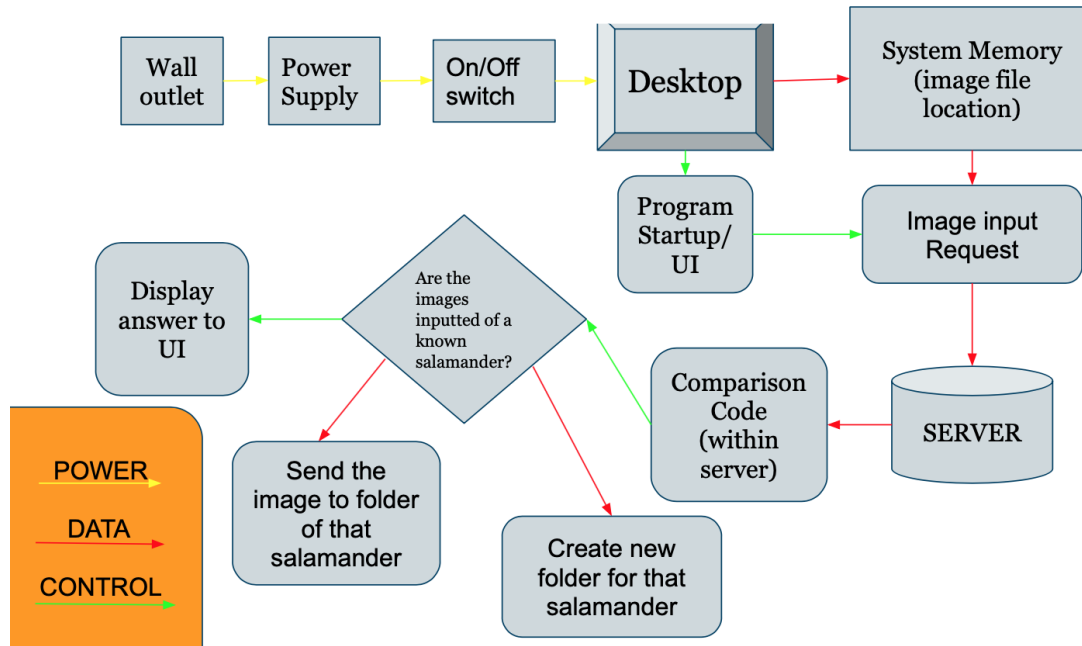 Wall
outlet
Power
Supply
On/Off
switch
Desktop
System Memory
(image file
location)
Program
Startup/
UI
Image input
Request
Display
answer to
UI
Are the
images
inputted of a
known
salamander?
Comparison
Code
(within
server)
SERVER
Send the
image to folder
of that
salamander
Create new
folder for that
salamander
POWER
DATA
CONTROL